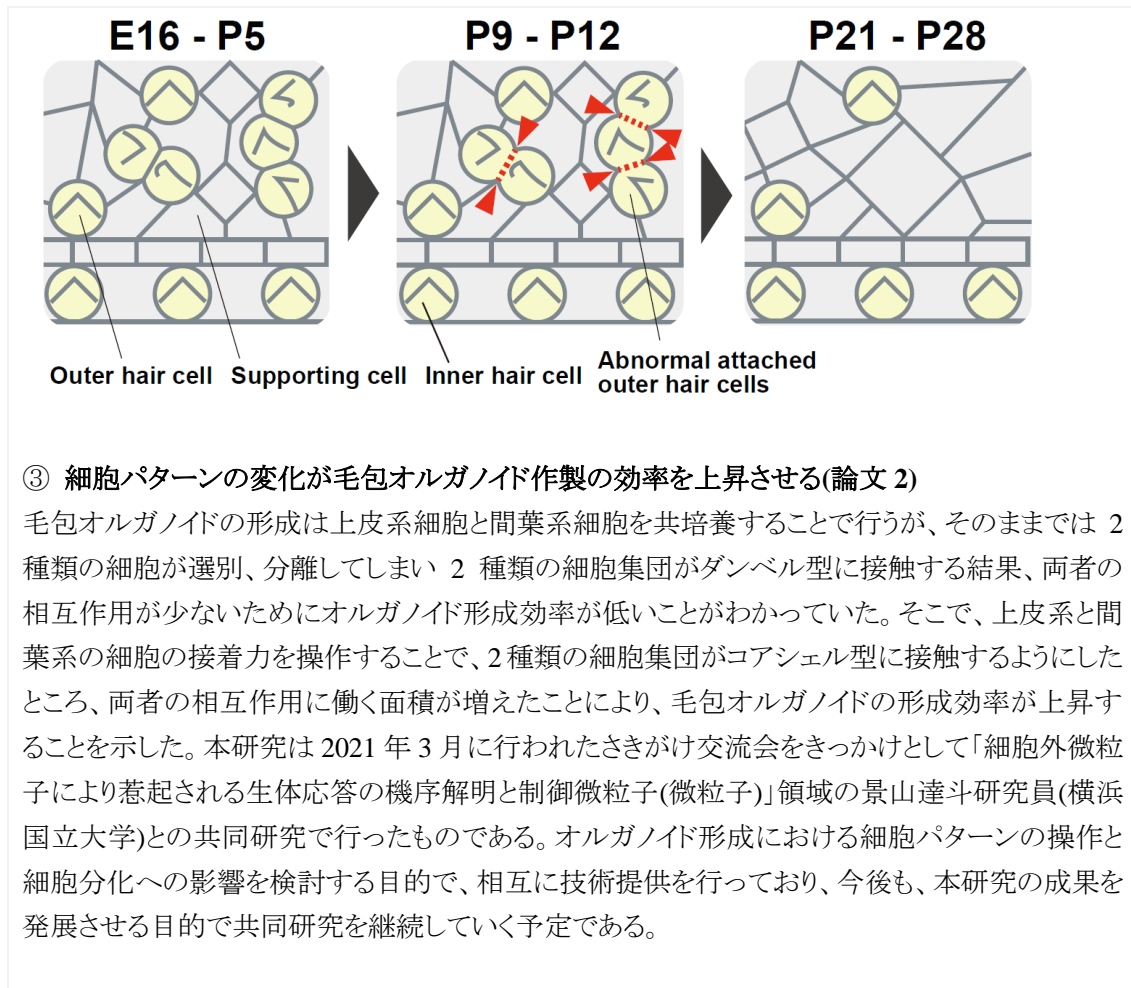 E16 - P5 P9 - P12 P21 - P28
Outer hair cell Supporting cell Inner hair cell Abnormal attached outer hair cells
③ 細胞パターンの変化が毛包オルガノイド作製の効率を上昇させる(論文 2)
毛包オルガノイドの形成は上皮系細胞と間葉系細胞を共培養することで行うが、そのままでは 2
種類の細胞が選別、分離してしまい 2 種類の細胞集団がダンベル型に接触する結果、両者の
相互作用が少ないためにオルガノイド形成効率が低いことがわかっていた。そこで、上皮系と間
葉系の細胞の接着力を操作することで、2種類の細胞集団がコアシェル型に接触するようにした
ところ、両者の相互作用に働く面積が増えたことにより、毛包オルガノイドの形成効率が上昇す
ることを示した。本研究は 2021 年 3 月に行われたさきがけ交流会をきっかけとして「細胞外微粒
子により惹起される生体応答の機序解明と制御微粒子(微粒子)」領域の景山達斗研究員(横浜
国立大学)との共同研究で行ったものである。オルガノイド形成における細胞パターンの操作と
細胞分化への影響を検討する目的で、相互に技術提供を行っており、今後も、本研究の成果を
発展させる目的で共同研究を継続していく予定である。